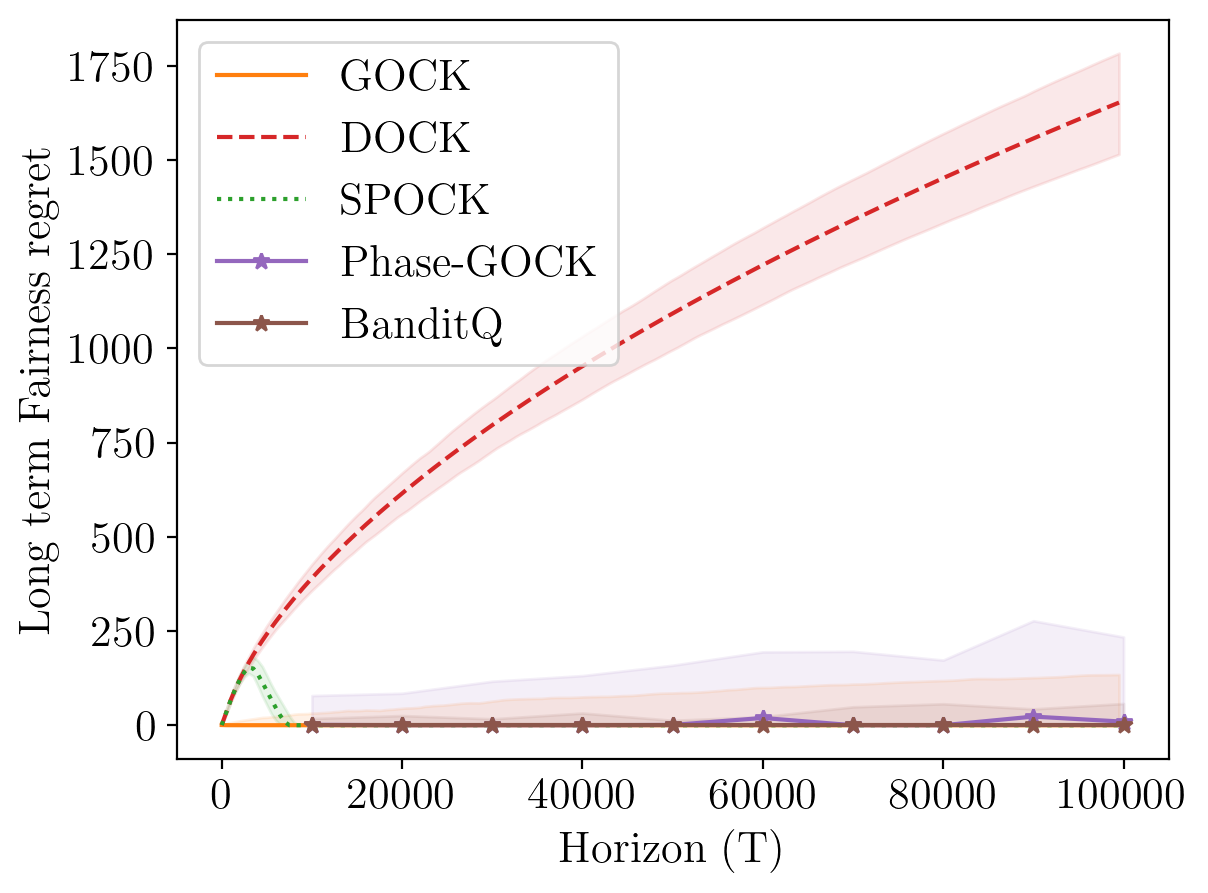 1750
1500
1250
1000
750
500
250
0
Long term Fairness regret
GOCK
DOCK
SPOCK
Phase-GOCK
BanditQ
0 20000 40000 60000 80000 100000
Horizon (T)